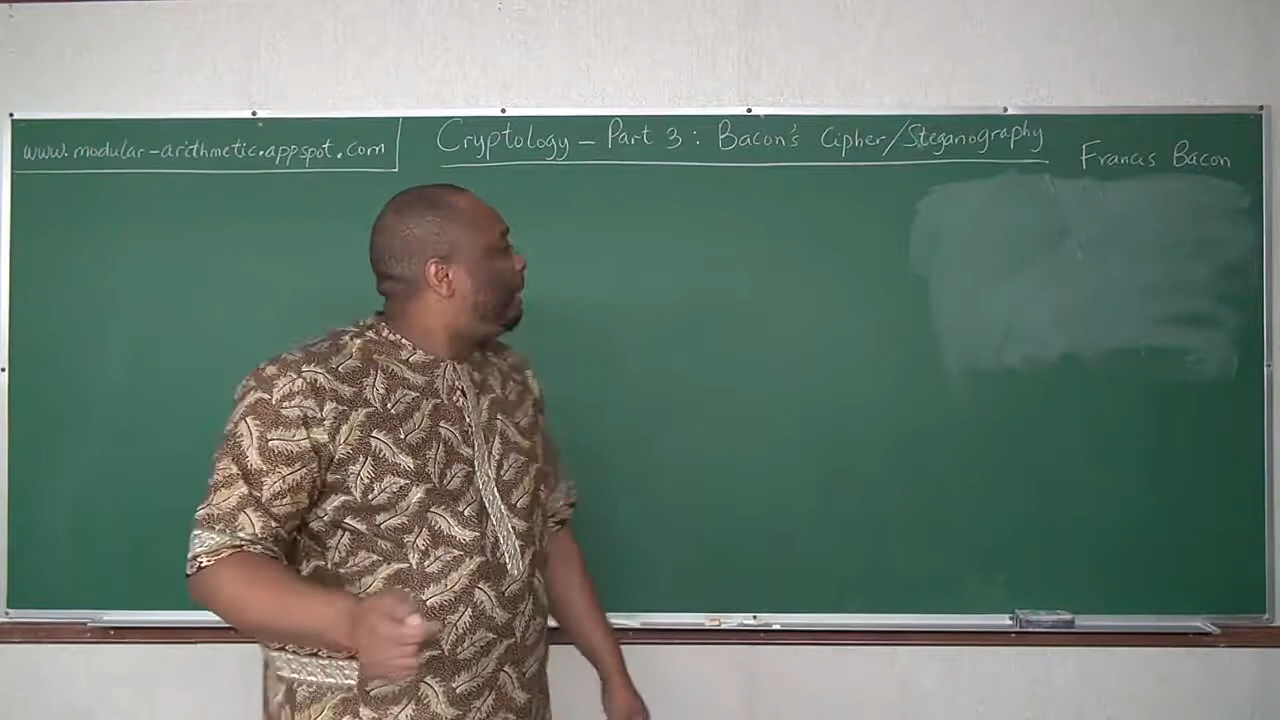 www.modular-arithmetic.appspot.com
Cryptology - Part 3 : Bacon's Cipher/Steganography
Francis Bacon